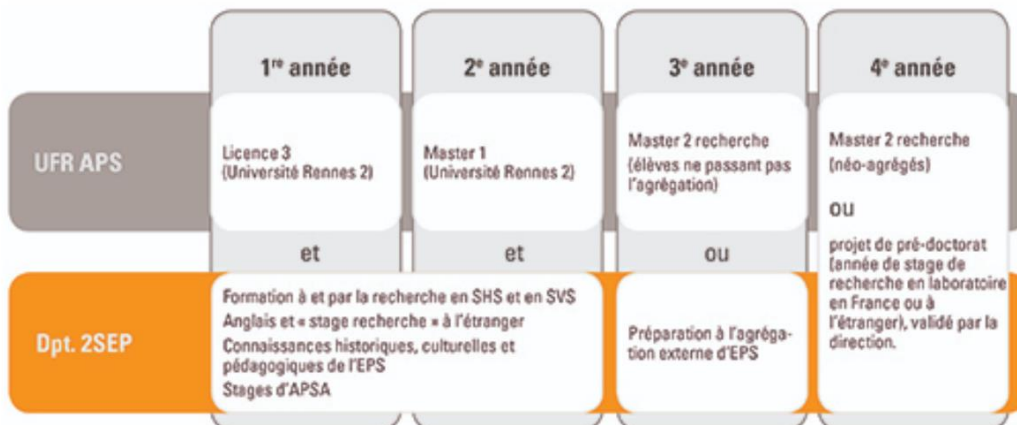 1re année
2e année
3e année
4e année
UFR APS
Licence 3
(Université Rennes 2)
Master 1
(Université Rennes 2)
Master 2 recherche
(élèves ne passant pas
l'agrégation)
Master 2 recherche
(néo-agrégés)
ou
projet de pré-doctorat
(année de stage de
recherche en laboratoire
en France ou à
l'étranger), validé par la
direction.
et
et
ou
Dpt. 2SEP
Formation à et par la recherche en SHS et en SVS
Anglais et « stage recherche » à l'étranger
Connaissances historiques, culturelles et
pédagogiques de l'EPS
Stages d'APSA
Préparation à l'agréga-
tion externe d'EPS